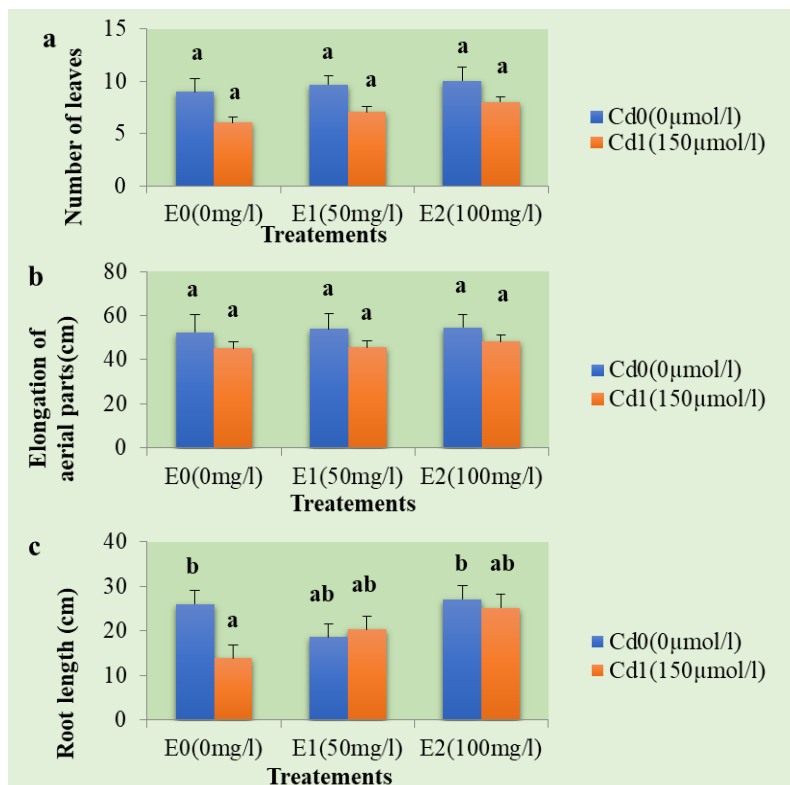 a
Number of leaves
15
10
5
0
a a a a a a
E0(0mg/l) E1(50mg/l) E2(100mg/l)
Treatements
Cd0(0µmol/l)
Cd1(150µmol/l)
b
Elongation of
aerial parts(cm)
80
60
40
20
0
a a a a a a
E0(0mg/l) E1(50mg/l) E2(100mg/l)
Treatements
Cd0(0µmol/l)
Cd1(150µmol/l)
c
Root length (cm)
40
30
20
10
0
b a ab ab b ab
E0(0mg/l) E1(50mg/l) E2(100mg/l)
Treatements
Cd0(0µmol/l)
Cd1(150µmol/l)